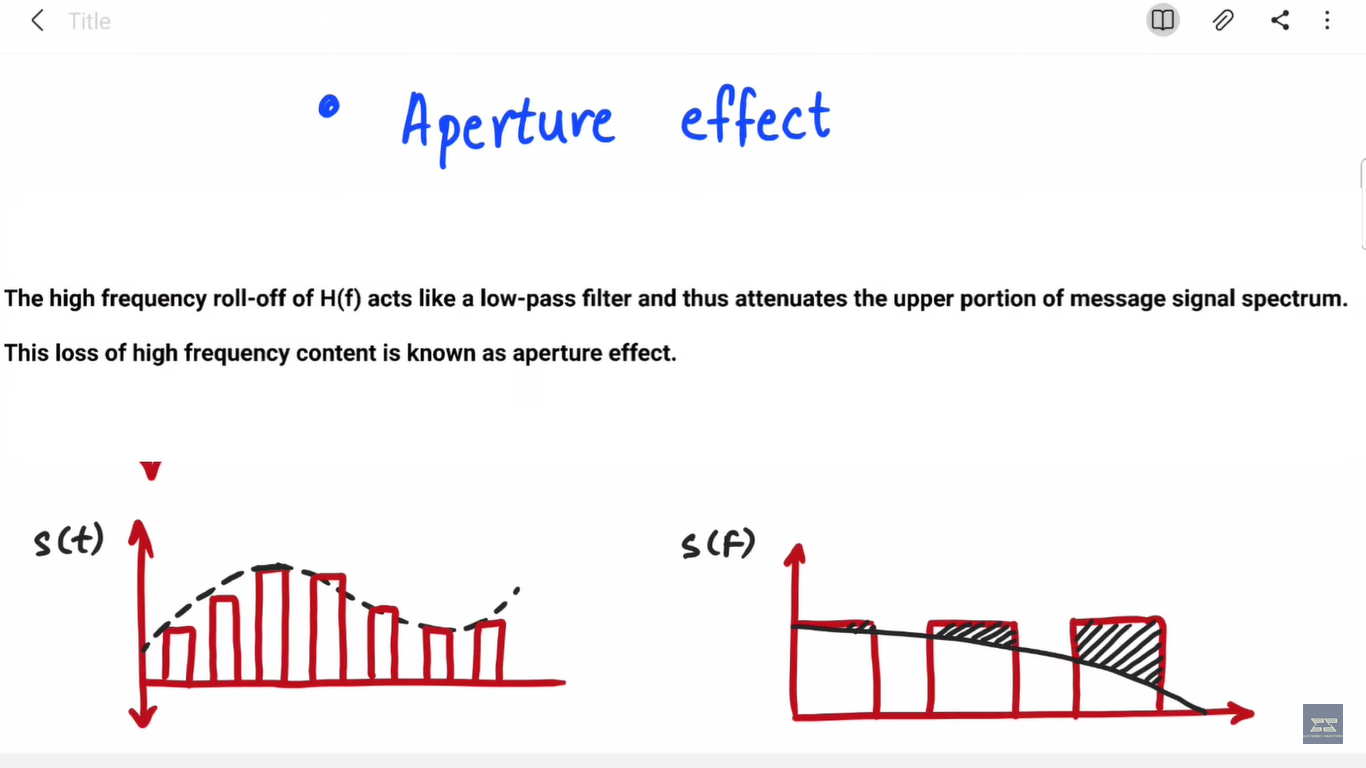 Title
• Aperture effect
The high frequency roll-off of H(f) acts like a low-pass filter and thus attenuates the upper portion of message signal spectrum.
This loss of high frequency content is known as aperture effect.
s(t)
s(f)